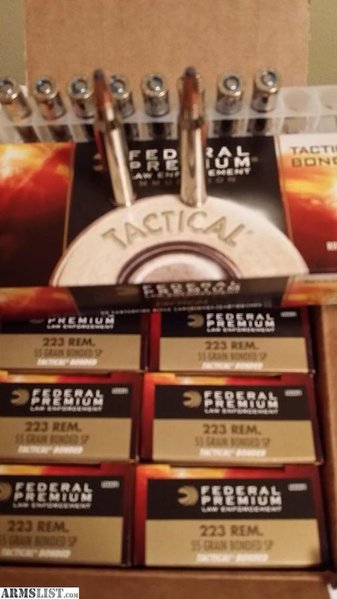 FEDERAL
PREMIUM
LAW ENFORCEMENT
AMMUNITION
TACTICAL
BOND
TACTICAL
FEDERAL
FEDERAL
PREMIUM
LAW ENFORCEMENT
223 REM.
55 GRAIN BONDED SP
TACTICAL BONDED
FEDERAL
PREMIUM
LAW ENFORCEMENT
223 REM.
55 GRAIN BONDED SP
TACTICAL BONDED
FEDERAL
PREMIUM
LAW ENFORCEMENT
223 REM.
55 GRAIN BONDED SP
TACTICAL BONDED
FEDERAL
PREMIUM
LAW ENFORCEMENT
223 REM.
55 GRAIN BONDED SP
TACTICAL BONDED
FEDERAL
PREMIUM
LAW ENFORCEMENT
223 REM.
55 GRAIN BONDED SP
TACTICAL BONDED
FEDERAL
PREMIUM
LAW ENFORCEMENT
223 REM.
55 GRAIN BONDED SP
TACTICAL BONDED
ARMSLIST.COM